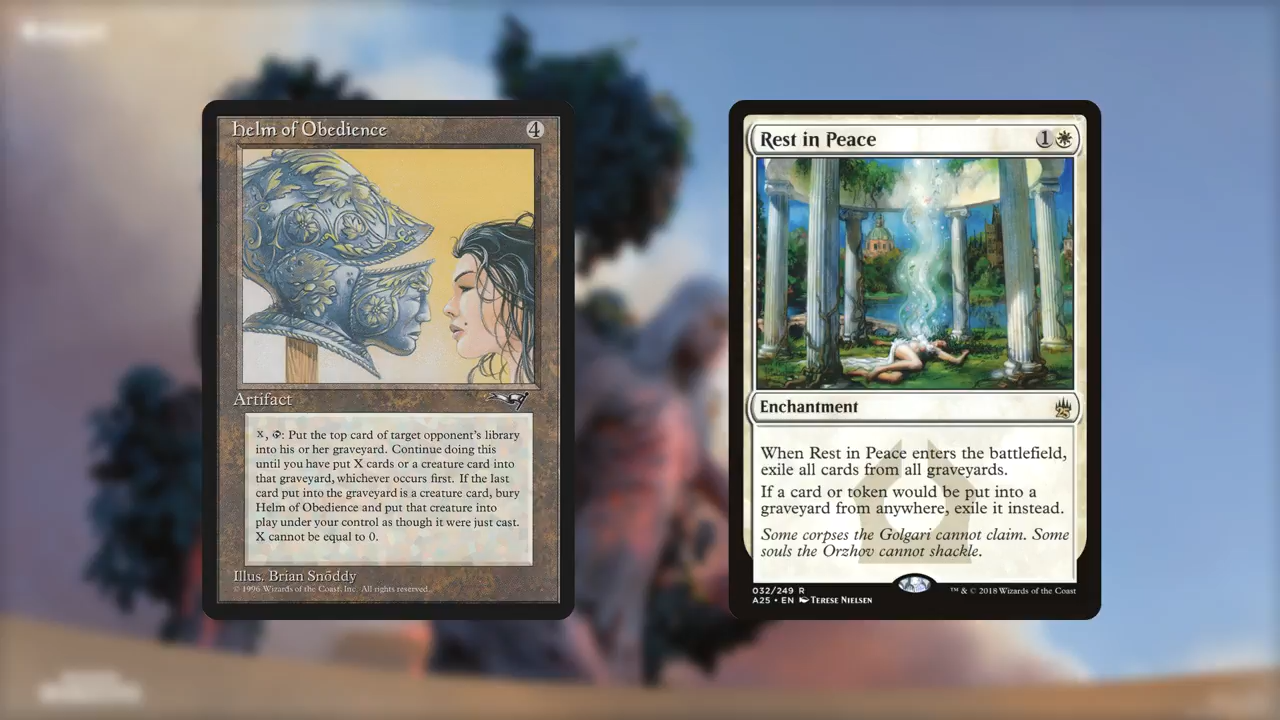 Helm of Obedience 4
Artifact
X, T: Put the top card of target opponent's library
into his or her graveyard. Continue doing this
until you have put X cards or a creature card into
that graveyard, whichever occurs first. If the last
card put into the graveyard is a creature card, bury
Helm of Obedience and put that creature into
play under your control as though it were just cast.
X cannot be equal to 0.
Illus. Brian Snōddy
© 1996 Wizards of the Coast, Inc. All rights reserved.
Rest in Peace 1
Enchantment
When Rest in Peace enters the battlefield,
exile all cards from all graveyards.
If a card or token would be put into a
graveyard from anywhere, exile it instead.
Some corpses the Golgari cannot claim. Some
souls the Orzhov cannot shackle.
032/249 R
A25 • EN Terese Nielsen
™ & © 2018 Wizards of the Coast